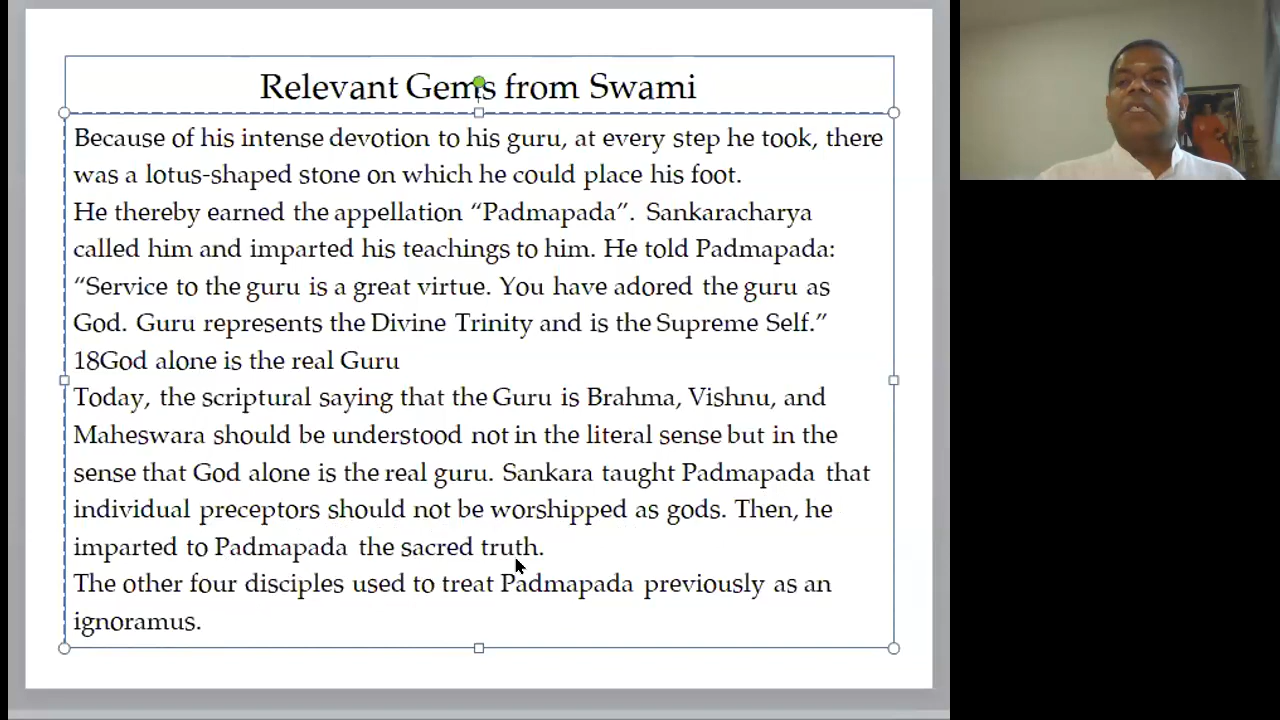 Relevant Gems from Swami
Because of his intense devotion to his guru, at every step he took, there
was a lotus-shaped stone on which he could place his foot.
He thereby earned the appellation “Padmapada”. Sankaracharya
called him and imparted his teachings to him. He told Padmapada:
“Service to the guru is a great virtue. You have adored the guru as
God. Guru represents the Divine Trinity and is the Supreme Self.”
18God alone is the real Guru
Today, the scriptural saying that the Guru is Brahma, Vishnu, and
Maheswara should be understood not in the literal sense but in the
sense that God alone is the real guru. Sankara taught Padmapada that
individual preceptors should not be worshipped as gods. Then, he
imparted to Padmapada the sacred truth.
The other four disciples used to treat Padmapada previously as an
ignoramus.